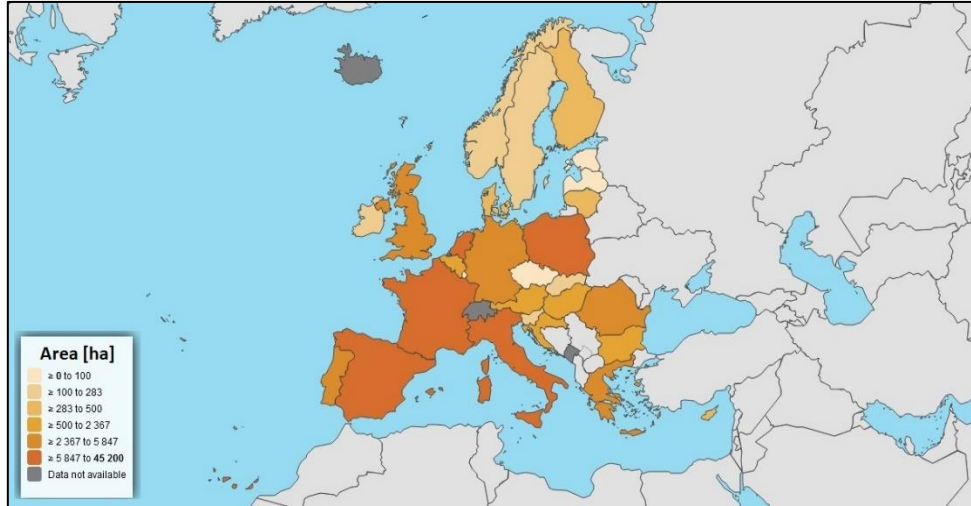 Area [ha]
≥ 0 to 100
≥ 100 to 283
≥ 283 to 500
≥ 500 to 2 367
≥ 2 367 to 5 847
≥ 5 847 to 45 200
Data not available